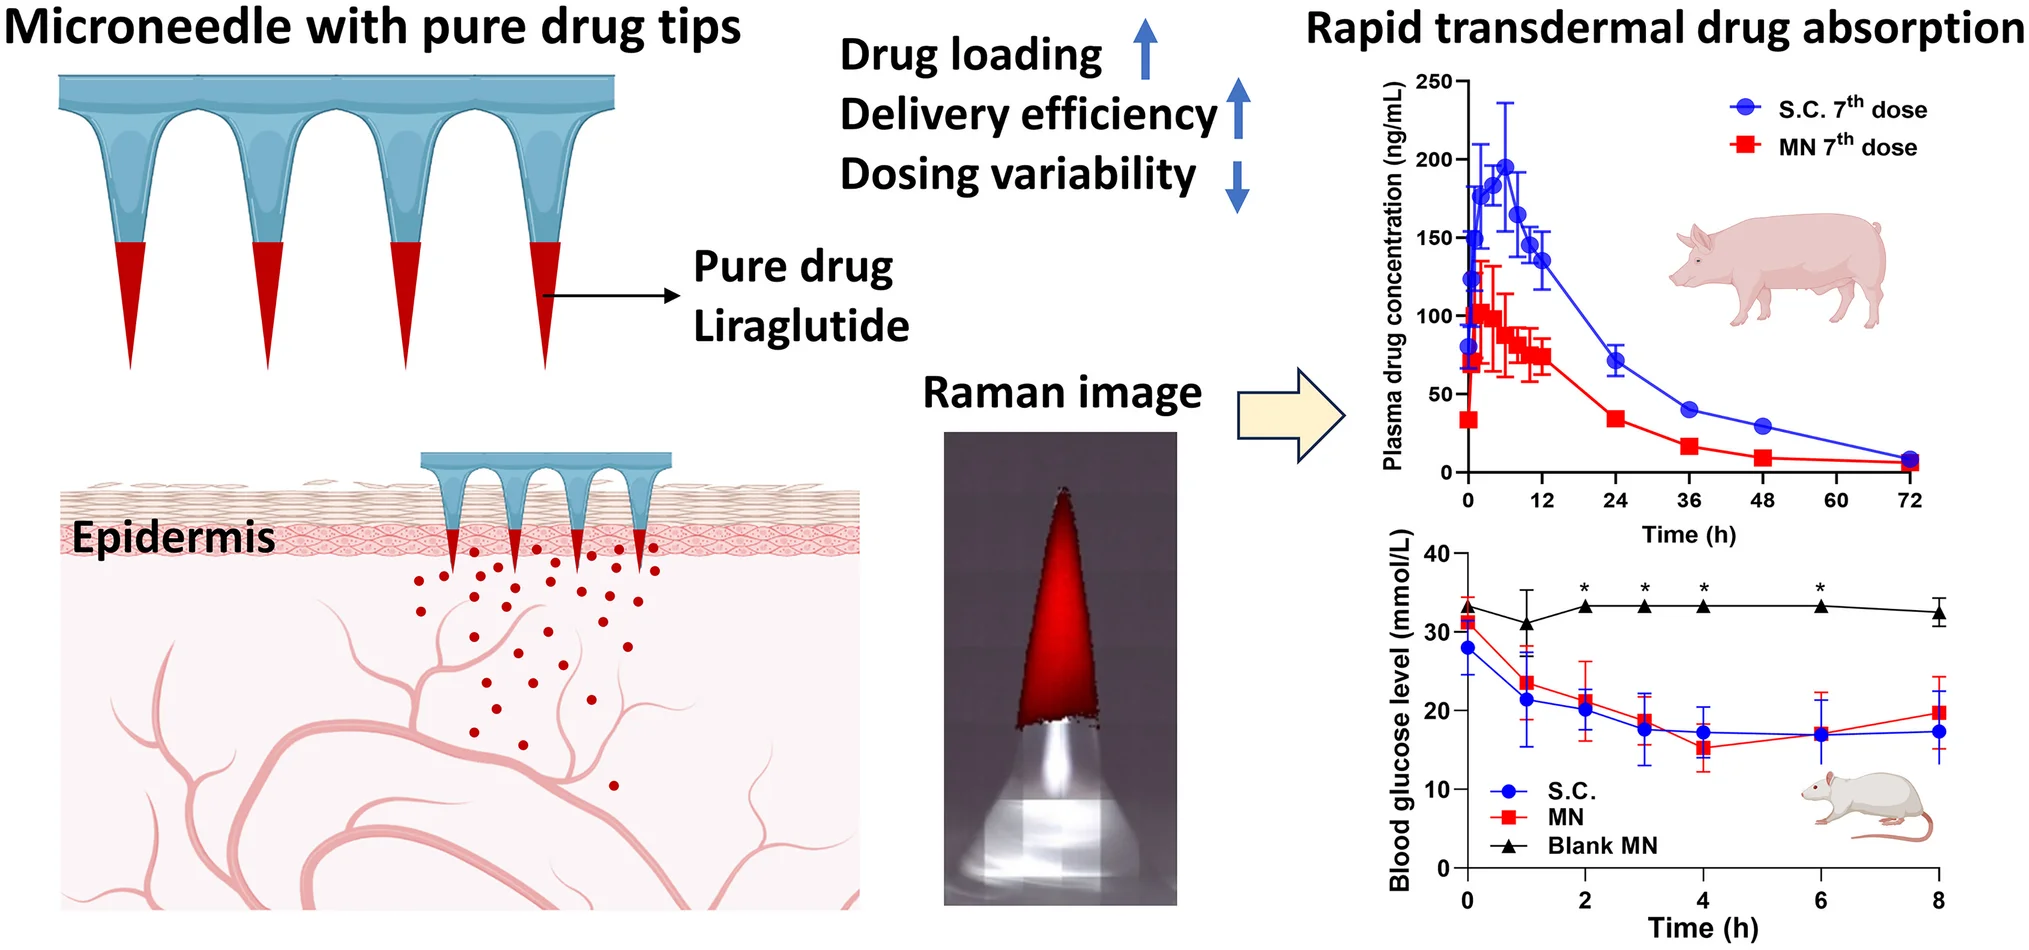 Microneedle with pure drug tips
Pure drug
Liraglutide
Epidermis
Drug loading
Delivery efficiency
Dosing variability
Raman image
Rapid transdermal drug absorption
Plasma drug concentration (ng/mL)
250
200
150
100
50
0
S.C. 7th dose
MN 7th dose
0 12 24 36 48 60 72
Time (h)
Blood glucose level (mmol/L)
40
30
20
10
0
* * * *
S.C.
MN
Blank MN
0 2 4 6 8
Time (h)